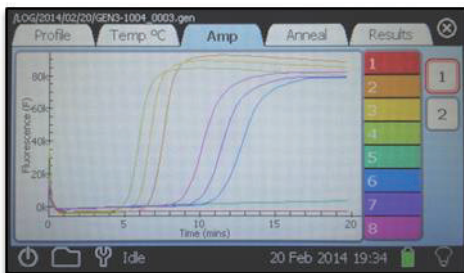 /LOG/2014/02/20/GEN3-1004_0003.gen
Profile Temp ºC Amp Anneal Results
80k
60k
40k
20k
0k
Fluorescence (F)
0 5 10 15 20
Time (mins)
1
2
3
4
5
6
7
8
1
2
Idle 20 Feb 2014 19:34